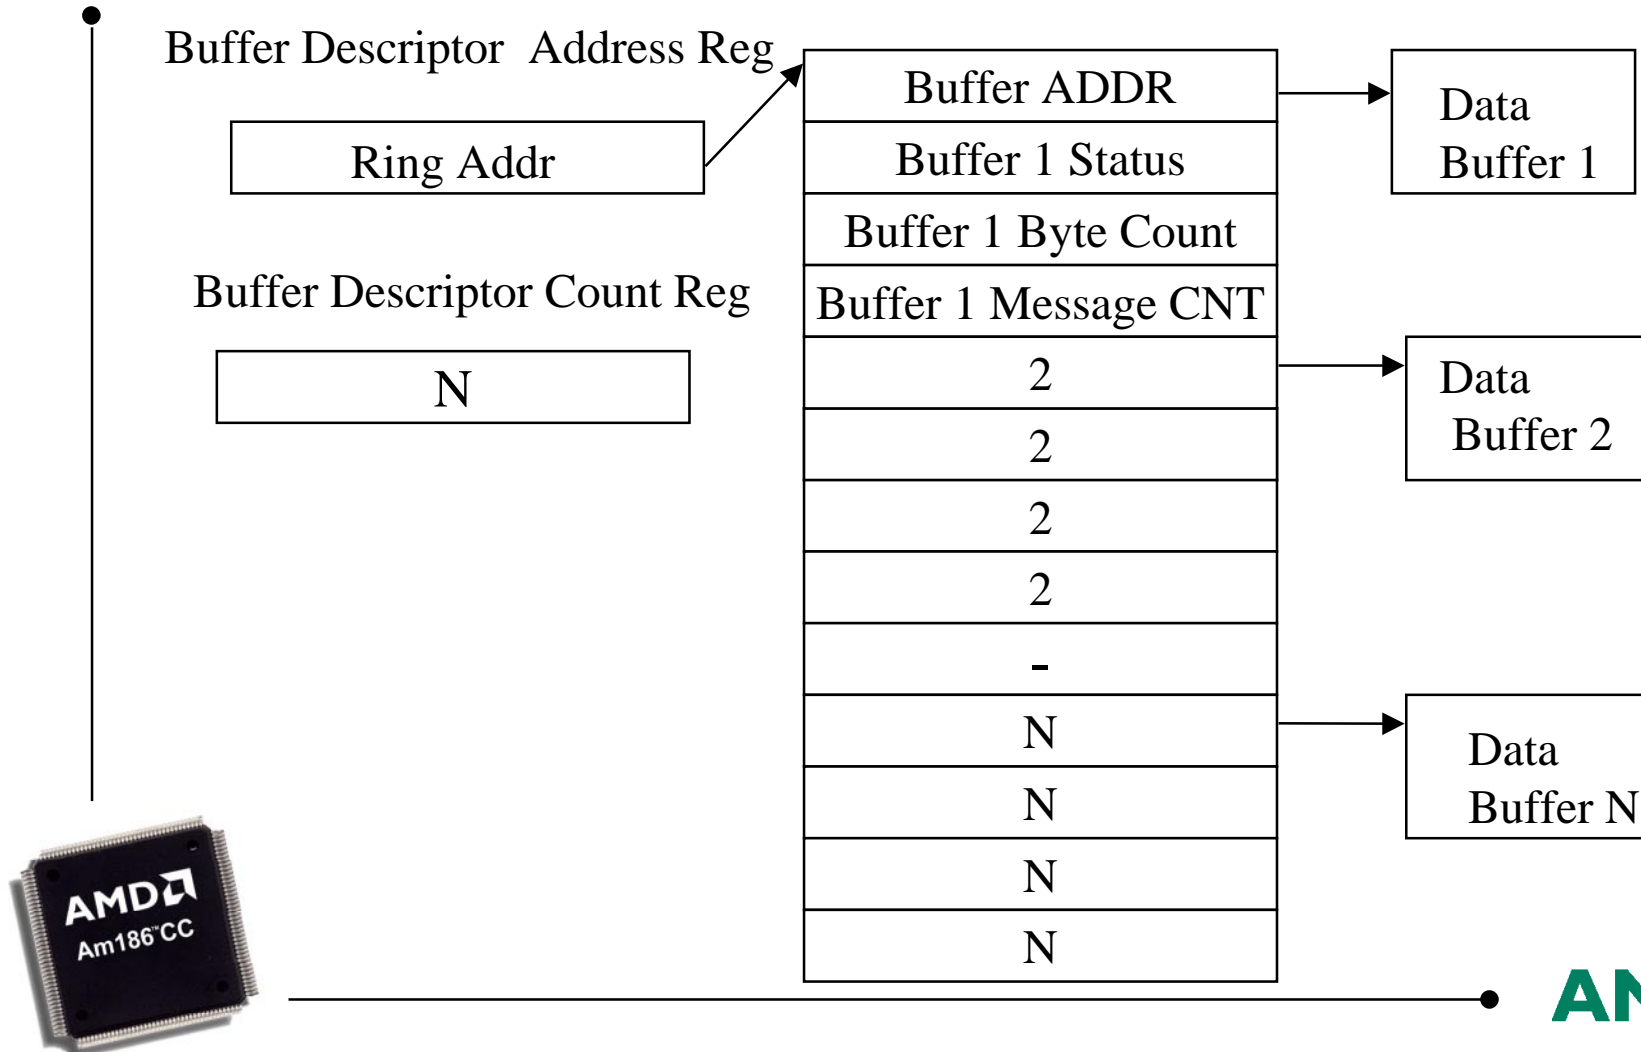 Buffer Descriptor Address Reg
Ring Addr
Buffer Descriptor Count Reg
N
Buffer ADDR
Buffer 1 Status
Buffer 1 Byte Count
Buffer 1 Message CNT
2
2
2
2
-
N
N
N
N
Data
Buffer 1
Data
Buffer 2
Data
Buffer N
AMD
Am186™CC